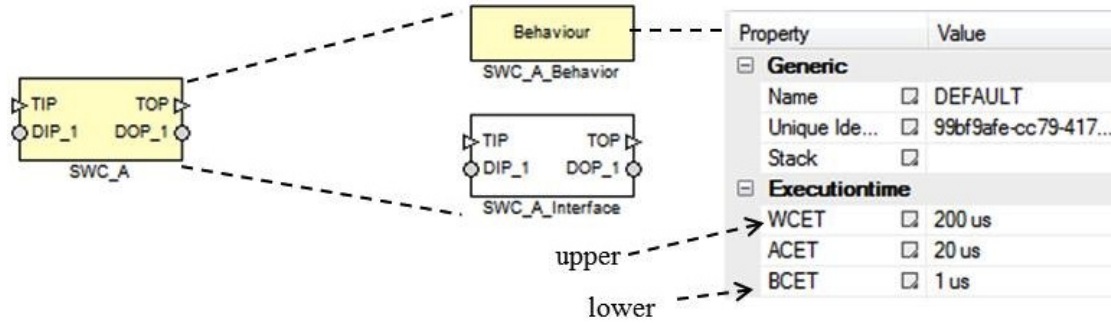 TIP TOP
DIP_1 DOP_1
SWC_A
Behaviour
SWC_A_Behavior
TIP TOP
DIP_1 DOP_1
SWC_A_Interface
upper
lower
Property Value
Generic
Name DEFAULT
Unique Ide... 99bf9afe-cc79-417...
Stack
Executiontime
WCET 200 us
ACET 20 us
BCET 1 us